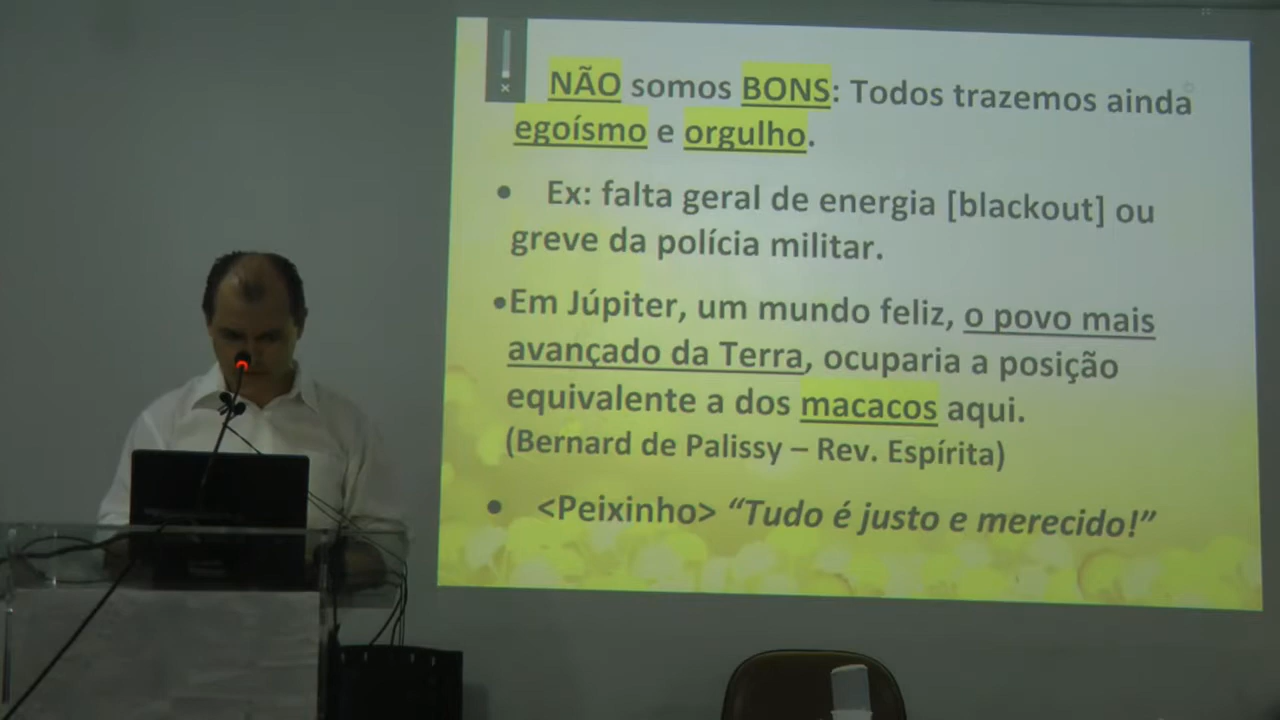 NÃO somos BONS: Todos trazemos ainda
egoísmo e orgulho.
• Ex: falta geral de energia [blackout] ou
greve da polícia militar.
•Em Júpiter, um mundo feliz, o povo mais
avançado da Terra, ocuparia a posição
equivalente a dos macacos aqui.
(Bernard de Palissy – Rev. Espírita)
• <Peixinho> “Tudo é justo e merecido!”